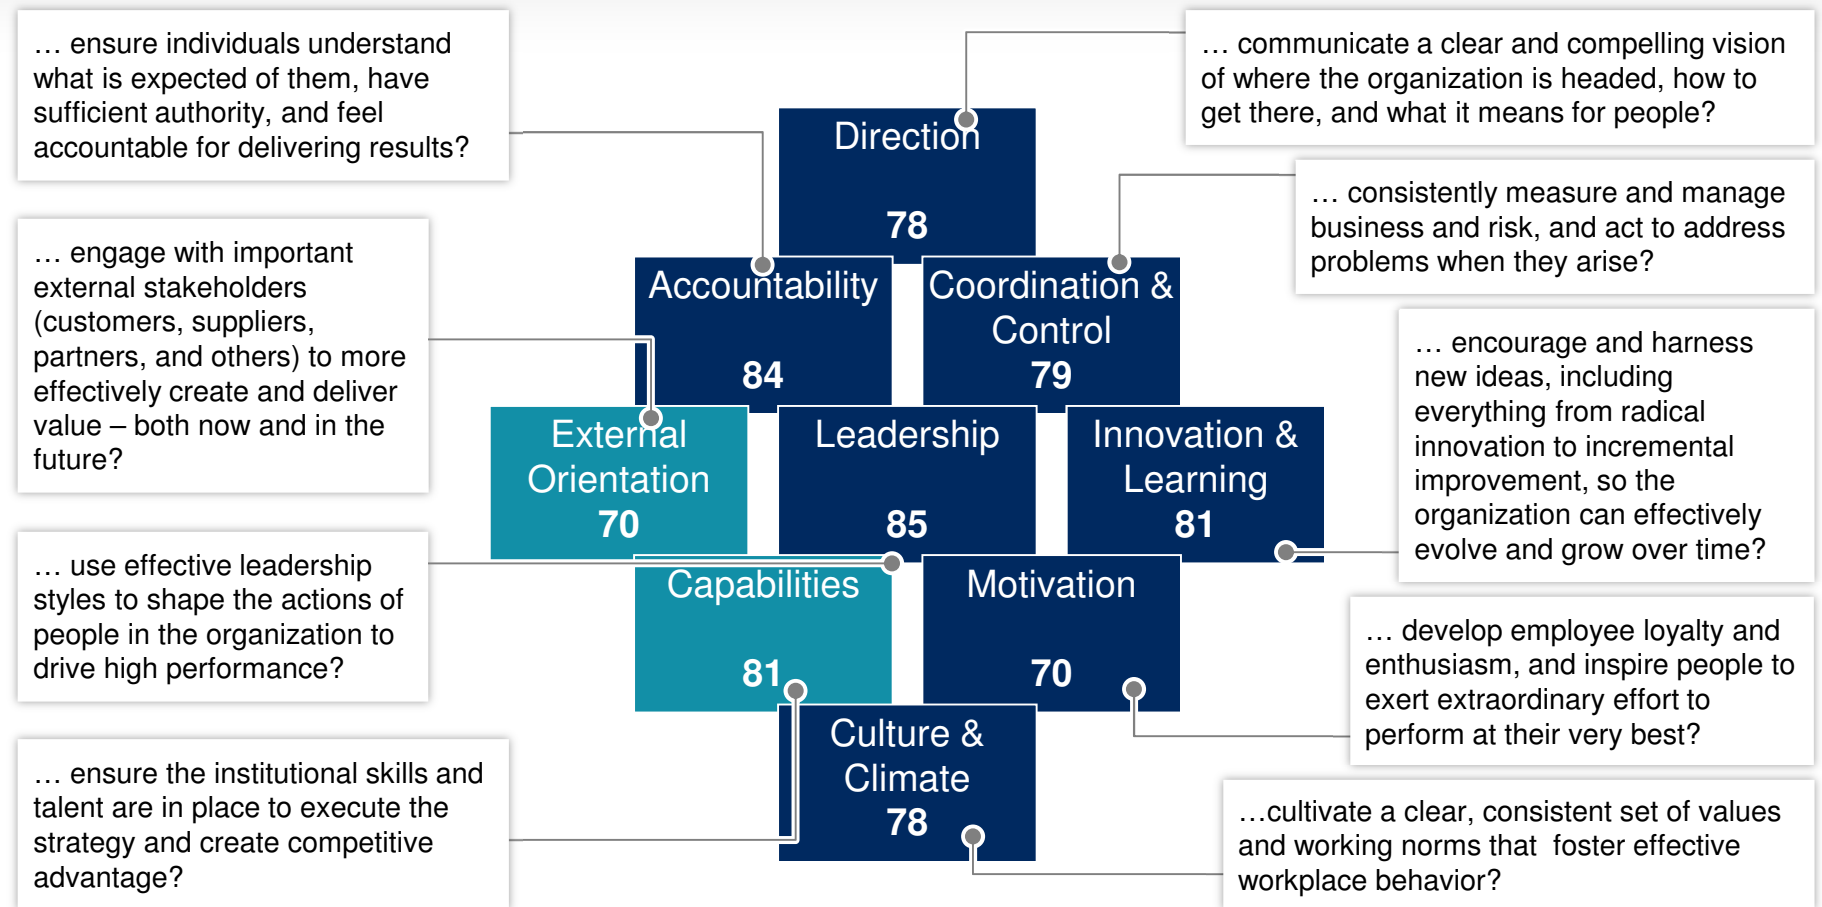 … ensure individuals understand
what is expected of them, have
sufficient authority, and feel
accountable for delivering results?
… communicate a clear and compelling vision
of where the organization is headed, how to
get there, and what it means for people?
Direction
78
… consistently measure and manage
business and risk, and act to address
problems when they arise?
… engage with important
external stakeholders
(customers, suppliers,
partners, and others) to more
effectively create and deliver
value – both now and in the
future?
Accountability
84
Coordination &
Control
79
… encourage and harness
new ideas, including
everything from radical
innovation to incremental
improvement, so the
organization can effectively
evolve and grow over time?
External
Orientation
70
Leadership
85
Innovation &
Learning
81
… use effective leadership
styles to shape the actions of
people in the organization to
drive high performance?
Capabilities
81
Motivation
70
… develop employee loyalty and
enthusiasm, and inspire people to
exert extraordinary effort to
perform at their very best?
… ensure the institutional skills and
talent are in place to execute the
strategy and create competitive
advantage?
Culture &
Climate
78
…cultivate a clear, consistent set of values
and working norms that  foster effective
workplace behavior?